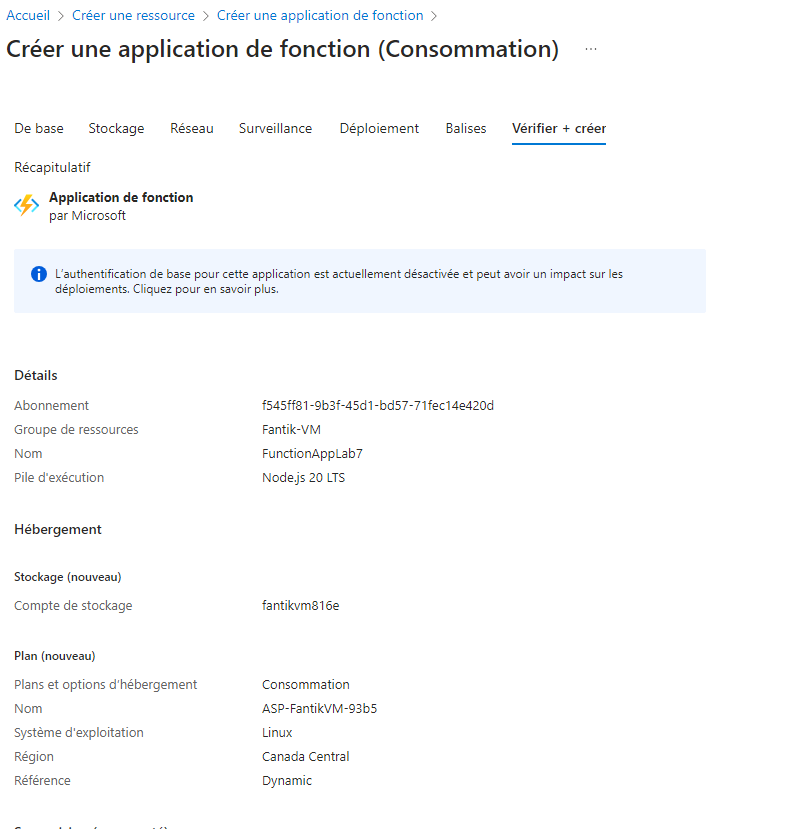 Accueil > Créer une ressource > Créer une application de fonction >
Créer une application de fonction (Consommation) ...
De base Stockage Réseau Surveillance Déploiement Balises Vérifier + créer
Récapitulatif
Application de fonction
par Microsoft
L'authentification de base pour cette application est actuellement désactivée et peut avoir un impact sur les
déploiements. Cliquez pour en savoir plus.
Détails
Abonnement f545ff81-9b3f-45d1-bd57-71fec14e420d
Groupe de ressources Fantik-VM
Nom FunctionAppLab7
Pile d'exécution Node.js 20 LTS
Hébergement
Stockage (nouveau)
Compte de stockage fantikvm816e
Plan (nouveau)
Plans et options d'hébergement Consommation
Nom ASP-FantikVM-93b5
Système d'exploitation Linux
Région Canada Central
Référence Dynamic